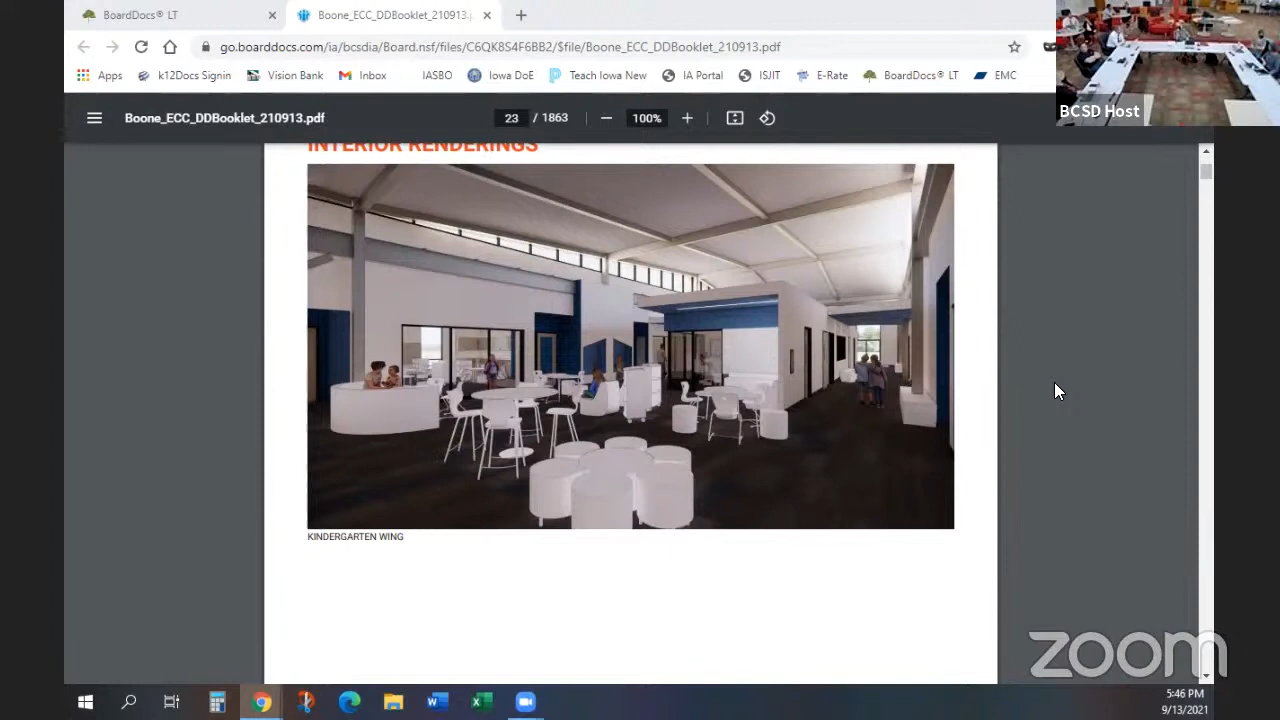 BoardDocs® LT
Boone_ECC_DDBooklet_210913.p
go.boarddocs.com/ia/bcsdia/Board.nsf/files/C6QK8S4F6BB2/$file/Boone_ECC_DDBooklet_210913.pdf
Apps k12Docs Signin Vision Bank Inbox IASBO Iowa DoE Teach Iowa New IA Portal ISJIT E-Rate BoardDocs® LT EMC
BCSD Host
Boone_ECC_DDBooklet_210913.pdf
23 / 1863
100%
INTERIOR RENDERINGS
KINDERGARTEN WING
zoom
5:46 PM
9/13/2021